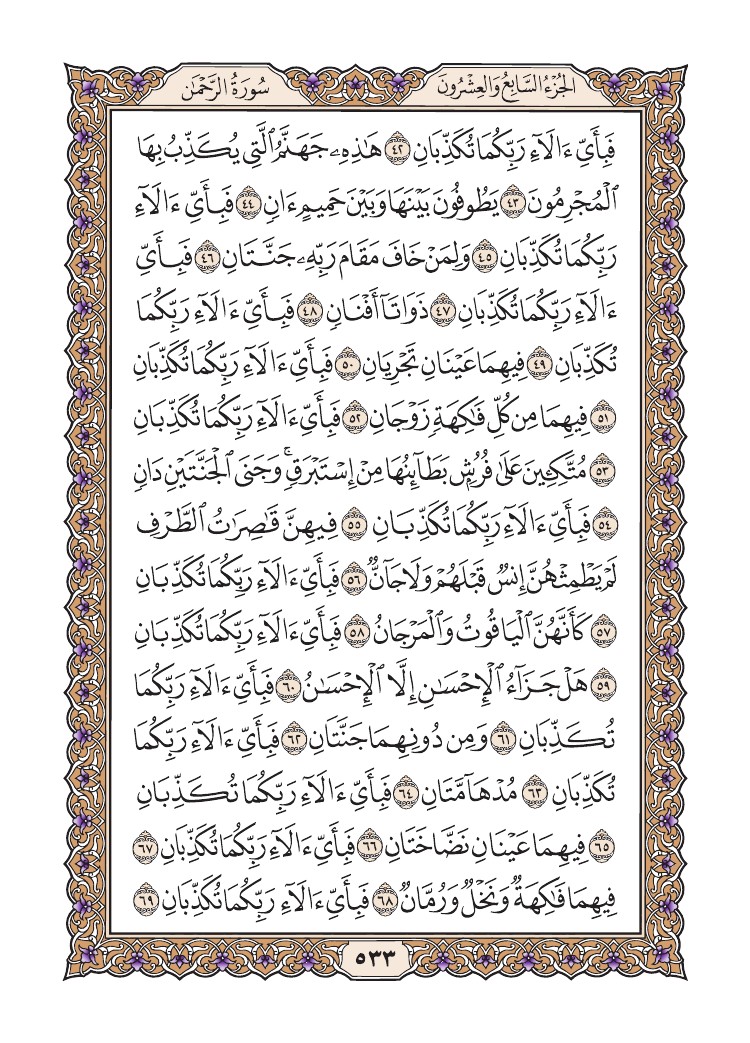 الجُزْءُ السَّابِعُ وَالعِشْرُونَ
سُورَةُ الرَّحْمَٰن
فَبِأَيِّ ءَالَآءِ رَبِّكُمَا تُكَذِّبَانِ ٤٢ هَٰذِهِۦ جَهَنَّمُ ٱلَّتِي يُكَذِّبُ بِهَا
ٱلْمُجْرِمُونَ ٤٣ يَطُوفُونَ بَيْنَهَا وَبَيْنَ حَمِيمٍ ءَانٍ ٤٤ فَبِأَيِّ ءَالَآءِ
رَبِّكُمَا تُكَذِّبَانِ ٤٥ وَلِمَنْ خَافَ مَقَامَ رَبِّهِۦ جَنَّتَانِ ٤٦ فَبِأَيِّ
ءَالَآءِ رَبِّكُمَا تُكَذِّبَانِ ٤٧ ذَوَاتَآ أَفْنَانٍ ٤٨ فَبِأَيِّ ءَالَآءِ رَبِّكُمَا
تُكَذِّبَانِ ٤٩ فِيهِمَا عَيْنَانِ تَجْرِيَانِ ٥٠ فَبِأَيِّ ءَالَآءِ رَبِّكُمَا تُكَذِّبَانِ
٥١ فِيهِمَا مِن كُلِّ فَٰكِهَةٍ زَوْجَانِ ٥٢ فَبِأَيِّ ءَالَآءِ رَبِّكُمَا تُكَذِّبَانِ
٥٣ مُتَّكِـِٔينَ عَلَىٰ فُرُشٍۭ بَطَآئِنُهَا مِنْ إِسْتَبْرَقٍ ۚ وَجَنَى ٱلْجَنَّتَيْنِ دَانٍ
٥٤ فَبِأَيِّ ءَالَآءِ رَبِّكُمَا تُكَذِّبَانِ ٥٥ فِيهِنَّ قَٰصِرَٰتُ ٱلطَّرْفِ
لَمْ يَطْمِثْهُنَّ إِنسٌ قَبْلَهُمْ وَلَا جَآنٌّ ٥٦ فَبِأَيِّ ءَالَآءِ رَبِّكُمَا تُكَذِّبَانِ
٥٧ كَأَنَّهُنَّ ٱلْيَاقُوتُ وَٱلْمَرْجَانُ ٥٨ فَبِأَيِّ ءَالَآءِ رَبِّكُمَا تُكَذِّبَانِ
٥٩ هَلْ جَزَآءُ ٱلْإِحْسَٰنِ إِلَّا ٱلْإِحْسَٰنُ ٦٠ فَبِأَيِّ ءَالَآءِ رَبِّكُمَا
تُكَذِّبَانِ ٦١ وَمِن دُونِهِمَا جَنَّتَانِ ٦٢ فَبِأَيِّ ءَالَآءِ رَبِّكُمَا
تُكَذِّبَانِ ٦٣ مُدْهَآمَّتَانِ ٦٤ فَبِأَيِّ ءَالَآءِ رَبِّكُمَا تُكَذِّبَانِ
٦٥ فِيهِمَا عَيْنَانِ نَضَّاخَتَانِ ٦٦ فَبِأَيِّ ءَالَآءِ رَبِّكُمَا تُكَذِّبَانِ ٦٧
فِيهِمَا فَٰكِهَةٌ وَنَخْلٌ وَرُمَّانٌ ٦٨ فَبِأَيِّ ءَالَآءِ رَبِّكُمَا تُكَذِّبَانِ ٦٩
٥٣٣